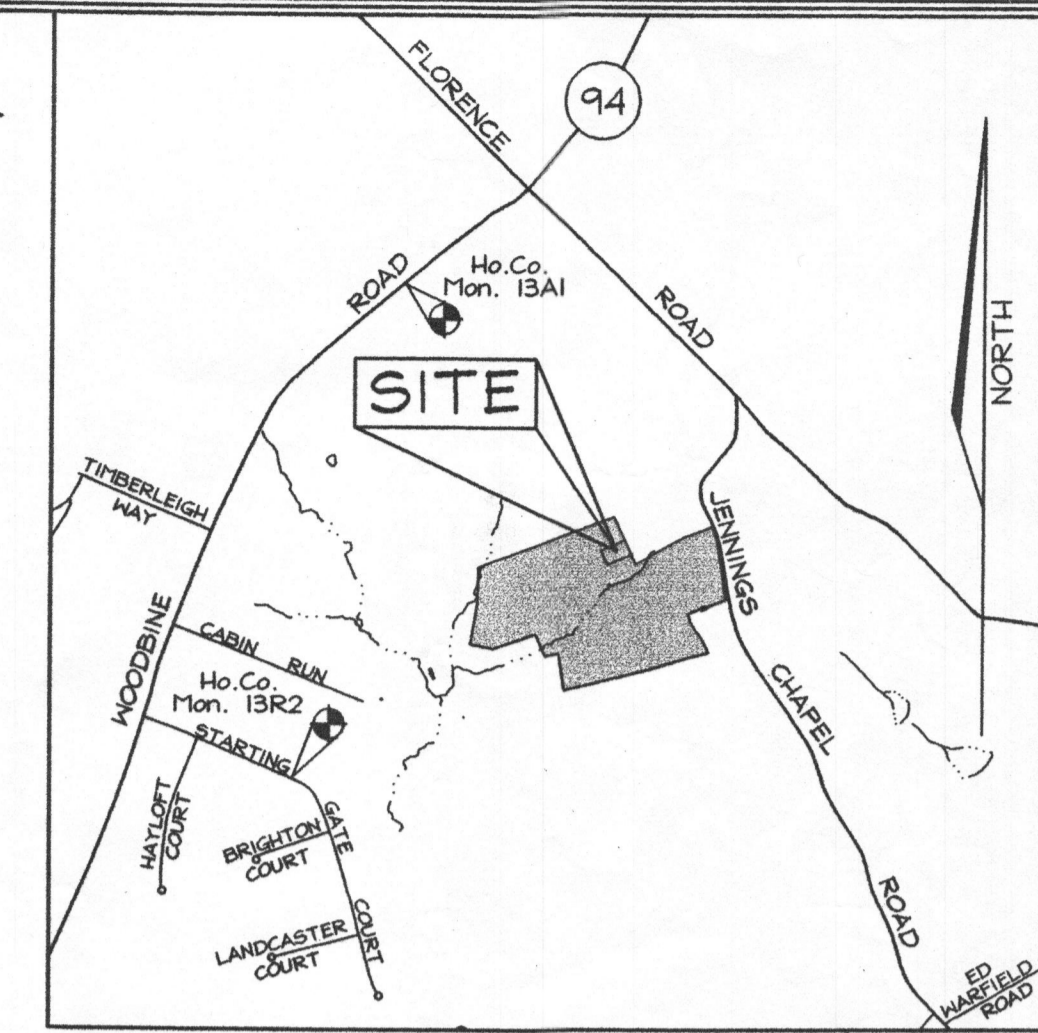 FLORENCE
94
ROAD
Ho.Co.
Mon. 13A1
ROAD
NORTH
SITE
TIMBERLEIGH
WAY
JENNINGS
WOODBINE
CABIN RUN
Ho.Co.
Mon. 13R2
CHAPEL
STARTING
GATE
HAYLOFT
COURT
BRIGHTON
COURT
COURT
ROAD
LANDCASTER
COURT
ED
WARFIELD
ROAD